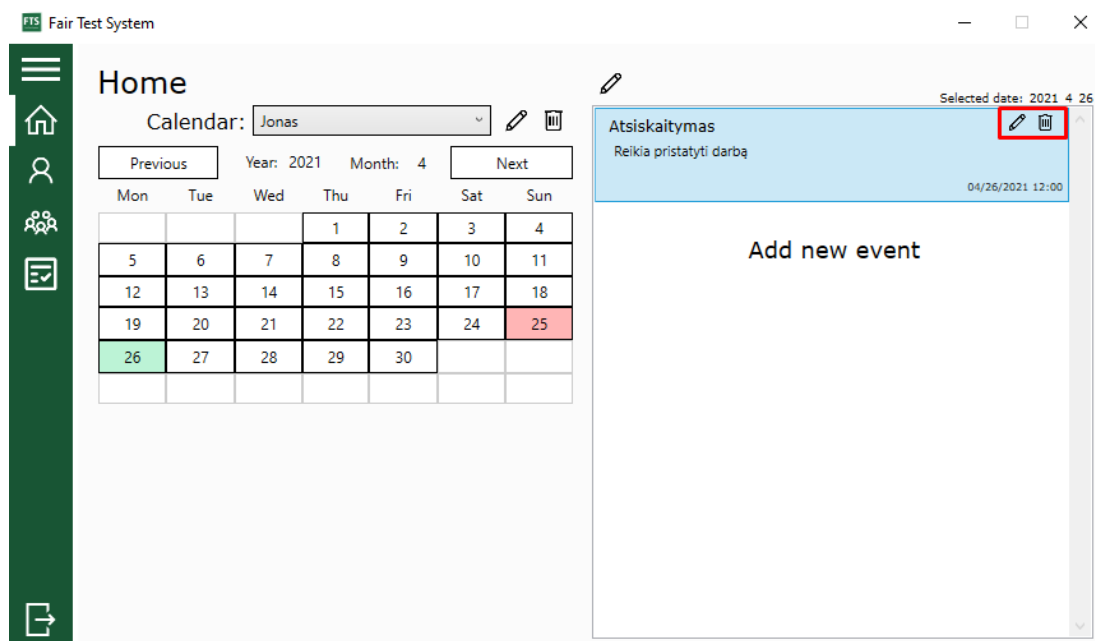 FTS Fair Test System
Home
Calendar: Jonas
Previous Year: 2021 Month: 4 Next
Mon Tue Wed Thu Fri Sat Sun
1 2 3 4
5 6 7 8 9 10 11
12 13 14 15 16 17 18
19 20 21 22 23 24 25
26 27 28 29 30
Selected date: 2021 4 26
Atsiskaitymas
Reikia pristatyti darbą
04/26/2021 12:00
Add new event